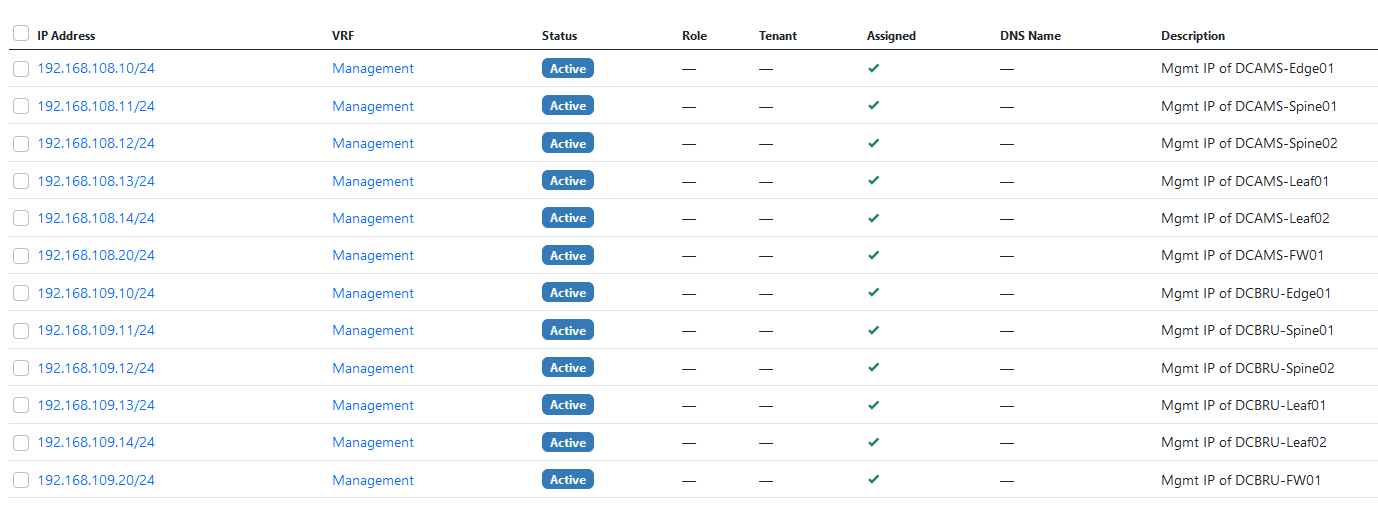 IP Address VRF Status Role Tenant Assigned DNS Name Description
192.168.108.10/24 Management Active — — ✔ — Mgmt IP of DCAMS-Edge01
192.168.108.11/24 Management Active — — ✔ — Mgmt IP of DCAMS-Spine01
192.168.108.12/24 Management Active — — ✔ — Mgmt IP of DCAMS-Spine02
192.168.108.13/24 Management Active — — ✔ — Mgmt IP of DCAMS-Leaf01
192.168.108.14/24 Management Active — — ✔ — Mgmt IP of DCAMS-Leaf02
192.168.108.20/24 Management Active — — ✔ — Mgmt IP of DCAMS-FW01
192.168.109.10/24 Management Active — — ✔ — Mgmt IP of DCBRU-Edge01
192.168.109.11/24 Management Active — — ✔ — Mgmt IP of DCBRU-Spine01
192.168.109.12/24 Management Active — — ✔ — Mgmt IP of DCBRU-Spine02
192.168.109.13/24 Management Active — — ✔ — Mgmt IP of DCBRU-Leaf01
192.168.109.14/24 Management Active — — ✔ — Mgmt IP of DCBRU-Leaf02
192.168.109.20/24 Management Active — — ✔ — Mgmt IP of DCBRU-FW01